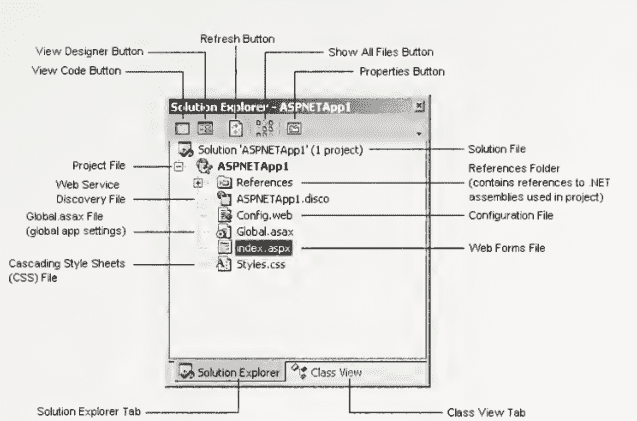 Refresh Button
View Designer Button
Show All Files Button
View Code Button
Properties Button
Solution Explorer - ASPNETApp1
Solution 'ASPNETApp1' (1 project)
Solution File
Project File
ASPNETApp1
References Folder
(contains references to .NET
assemblies used in project)
References
Web Service
Discovery File
ASPNETApp1.disco
Config.web
Configuration File
Global.asax File
(global app settings)
Global.asax
index.aspx
Web Forms File
Cascading Style Sheets
(CSS) File
Styles.css
Solution Explorer
Class View
Solution Explorer Tab
Class View Tab